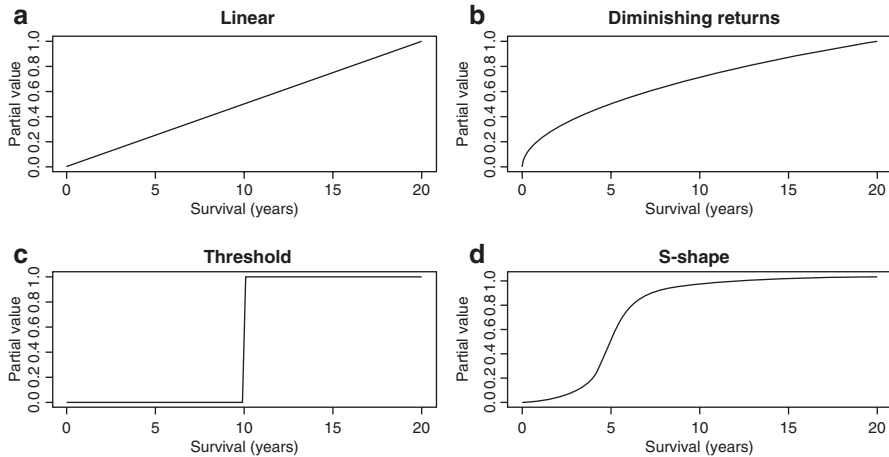 a
Linear
Partial value
0.0 0.2 0.4 0.6 0.8 1.0
0 5 10 15 20
Survival (years)
b
Diminishing returns
Partial value
0.0 0.2 0.4 0.6 0.8 1.0
0 5 10 15 20
Survival (years)
c
Threshold
Partial value
0.0 0.2 0.4 0.6 0.8 1.0
0 5 10 15 20
Survival (years)
d
S-shape
Partial value
0.0 0.2 0.4 0.6 0.8 1.0
0 5 10 15 20
Survival (years)